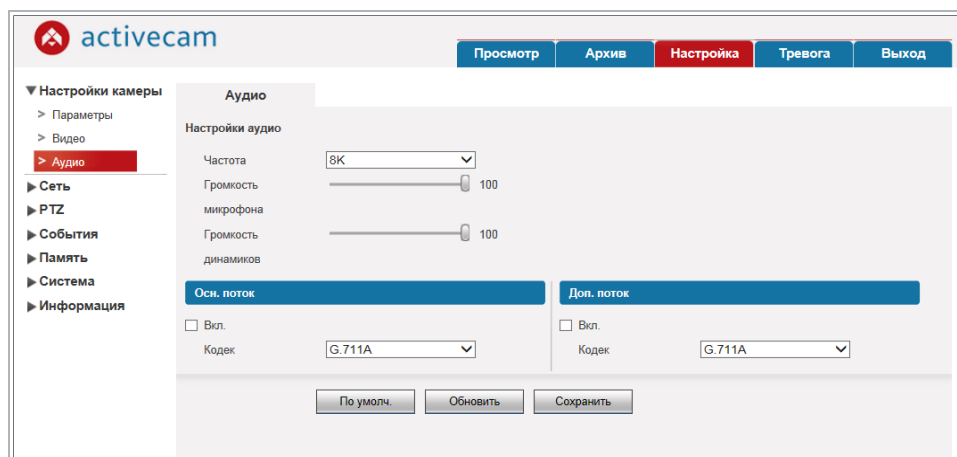 activecam
Просмотр Архив Настройка Тревога Выход
Настройки камеры
> Параметры
> Видео
> Аудио
Сеть
PTZ
События
Память
Система
Информация
Аудио
Настройки аудио
Частота 8K
Громкость 100
микрофона
Громкость 100
динамиков
Осн. поток
Вкл.
Кодек G.711A
Доп. поток
Вкл.
Кодек G.711A
По умолч. Обновить Сохранить